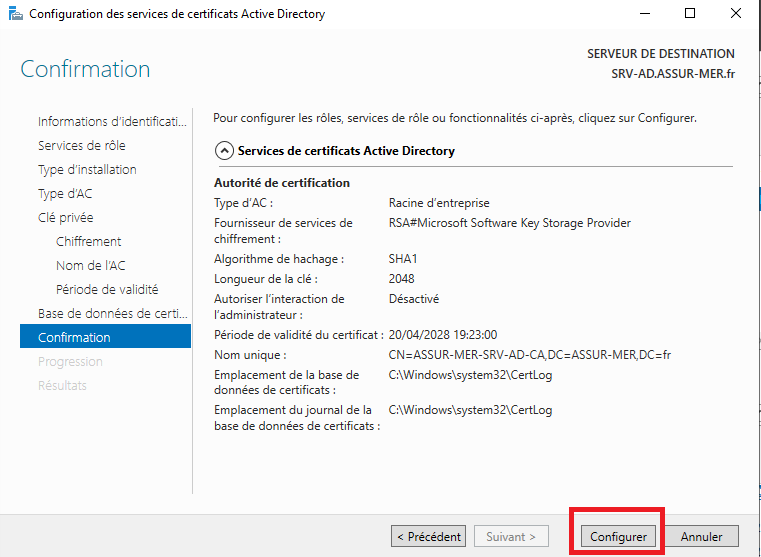 Configuration des services de certificats Active Directory
Confirmation
SERVEUR DE DESTINATION
SRV-AD.ASSUR-MER.fr
Informations d'identificati...
Services de rôle
Type d'installation
Type d'AC
Clé privée
Chiffrement
Nom de l'AC
Période de validité
Base de données de certi...
Confirmation
Progression
Résultats
Pour configurer les rôles, services de rôle ou fonctionnalités ci-après, cliquez sur Configurer.
Services de certificats Active Directory
Autorité de certification
Type d'AC : Racine d'entreprise
Fournisseur de services de RSA#Microsoft Software Key Storage Provider
chiffrement :
Algorithme de hachage : SHA1
Longueur de la clé : 2048
Autoriser l'interaction de Désactivé
l'administrateur :
Période de validité du certificat : 20/04/2028 19:23:00
Nom unique : CN=ASSUR-MER-SRV-AD-CA,DC=ASSUR-MER,DC=fr
Emplacement de la base de C:\Windows\system32\CertLog
données de certificats :
Emplacement du journal de la C:\Windows\system32\CertLog
base de données de certificats :
< Précédent
Suivant >
Configurer
Annuler